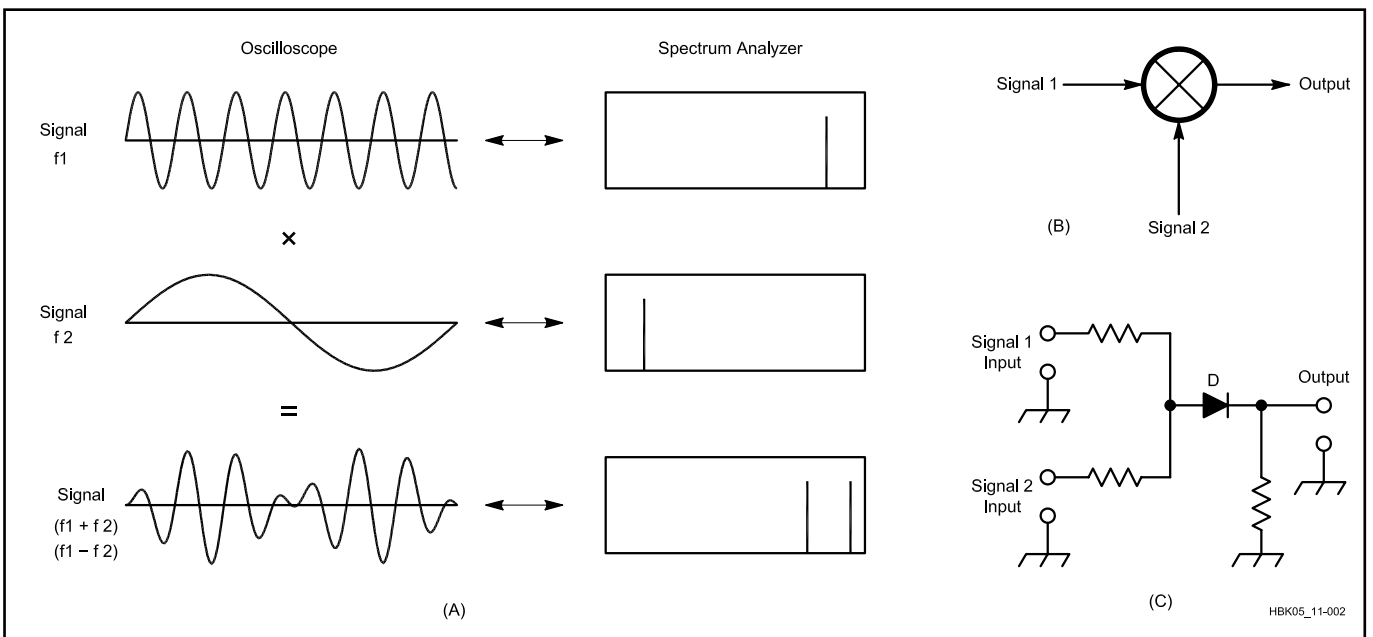 Oscilloscope
Spectrum Analyzer
Signal
f1
×
Signal
f 2
=
Signal
(f1 + f 2)
(f1 − f 2)
(A)
Signal 1
Output
Signal 2
(B)
Signal 1
Input
D
Output
Signal 2
Input
(C)
HBK05_11-002